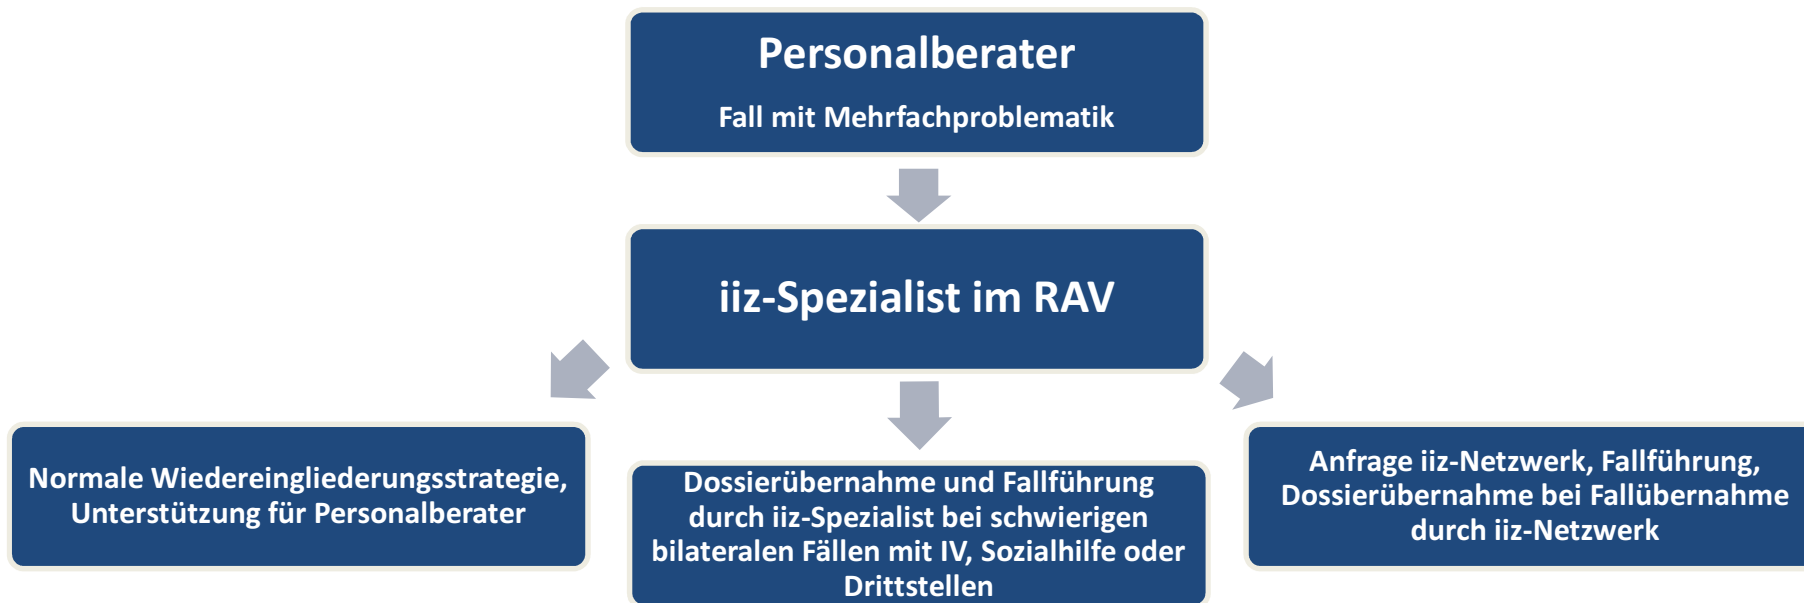 Personalberater
Fall mit Mehrfachproblematik
iiz-Spezialist im RAV
Normale Wiedereingliederungsstrategie,
Unterstützung für Personalberater
Dossierübernahme und Fallführung
durch iiz-Spezialist bei schwierigen
bilateralen Fällen mit IV, Sozialhilfe oder
Drittstellen
Anfrage iiz-Netzwerk, Fallführung,
Dossierübernahme bei Fallübernahme
durch iiz-Netzwerk